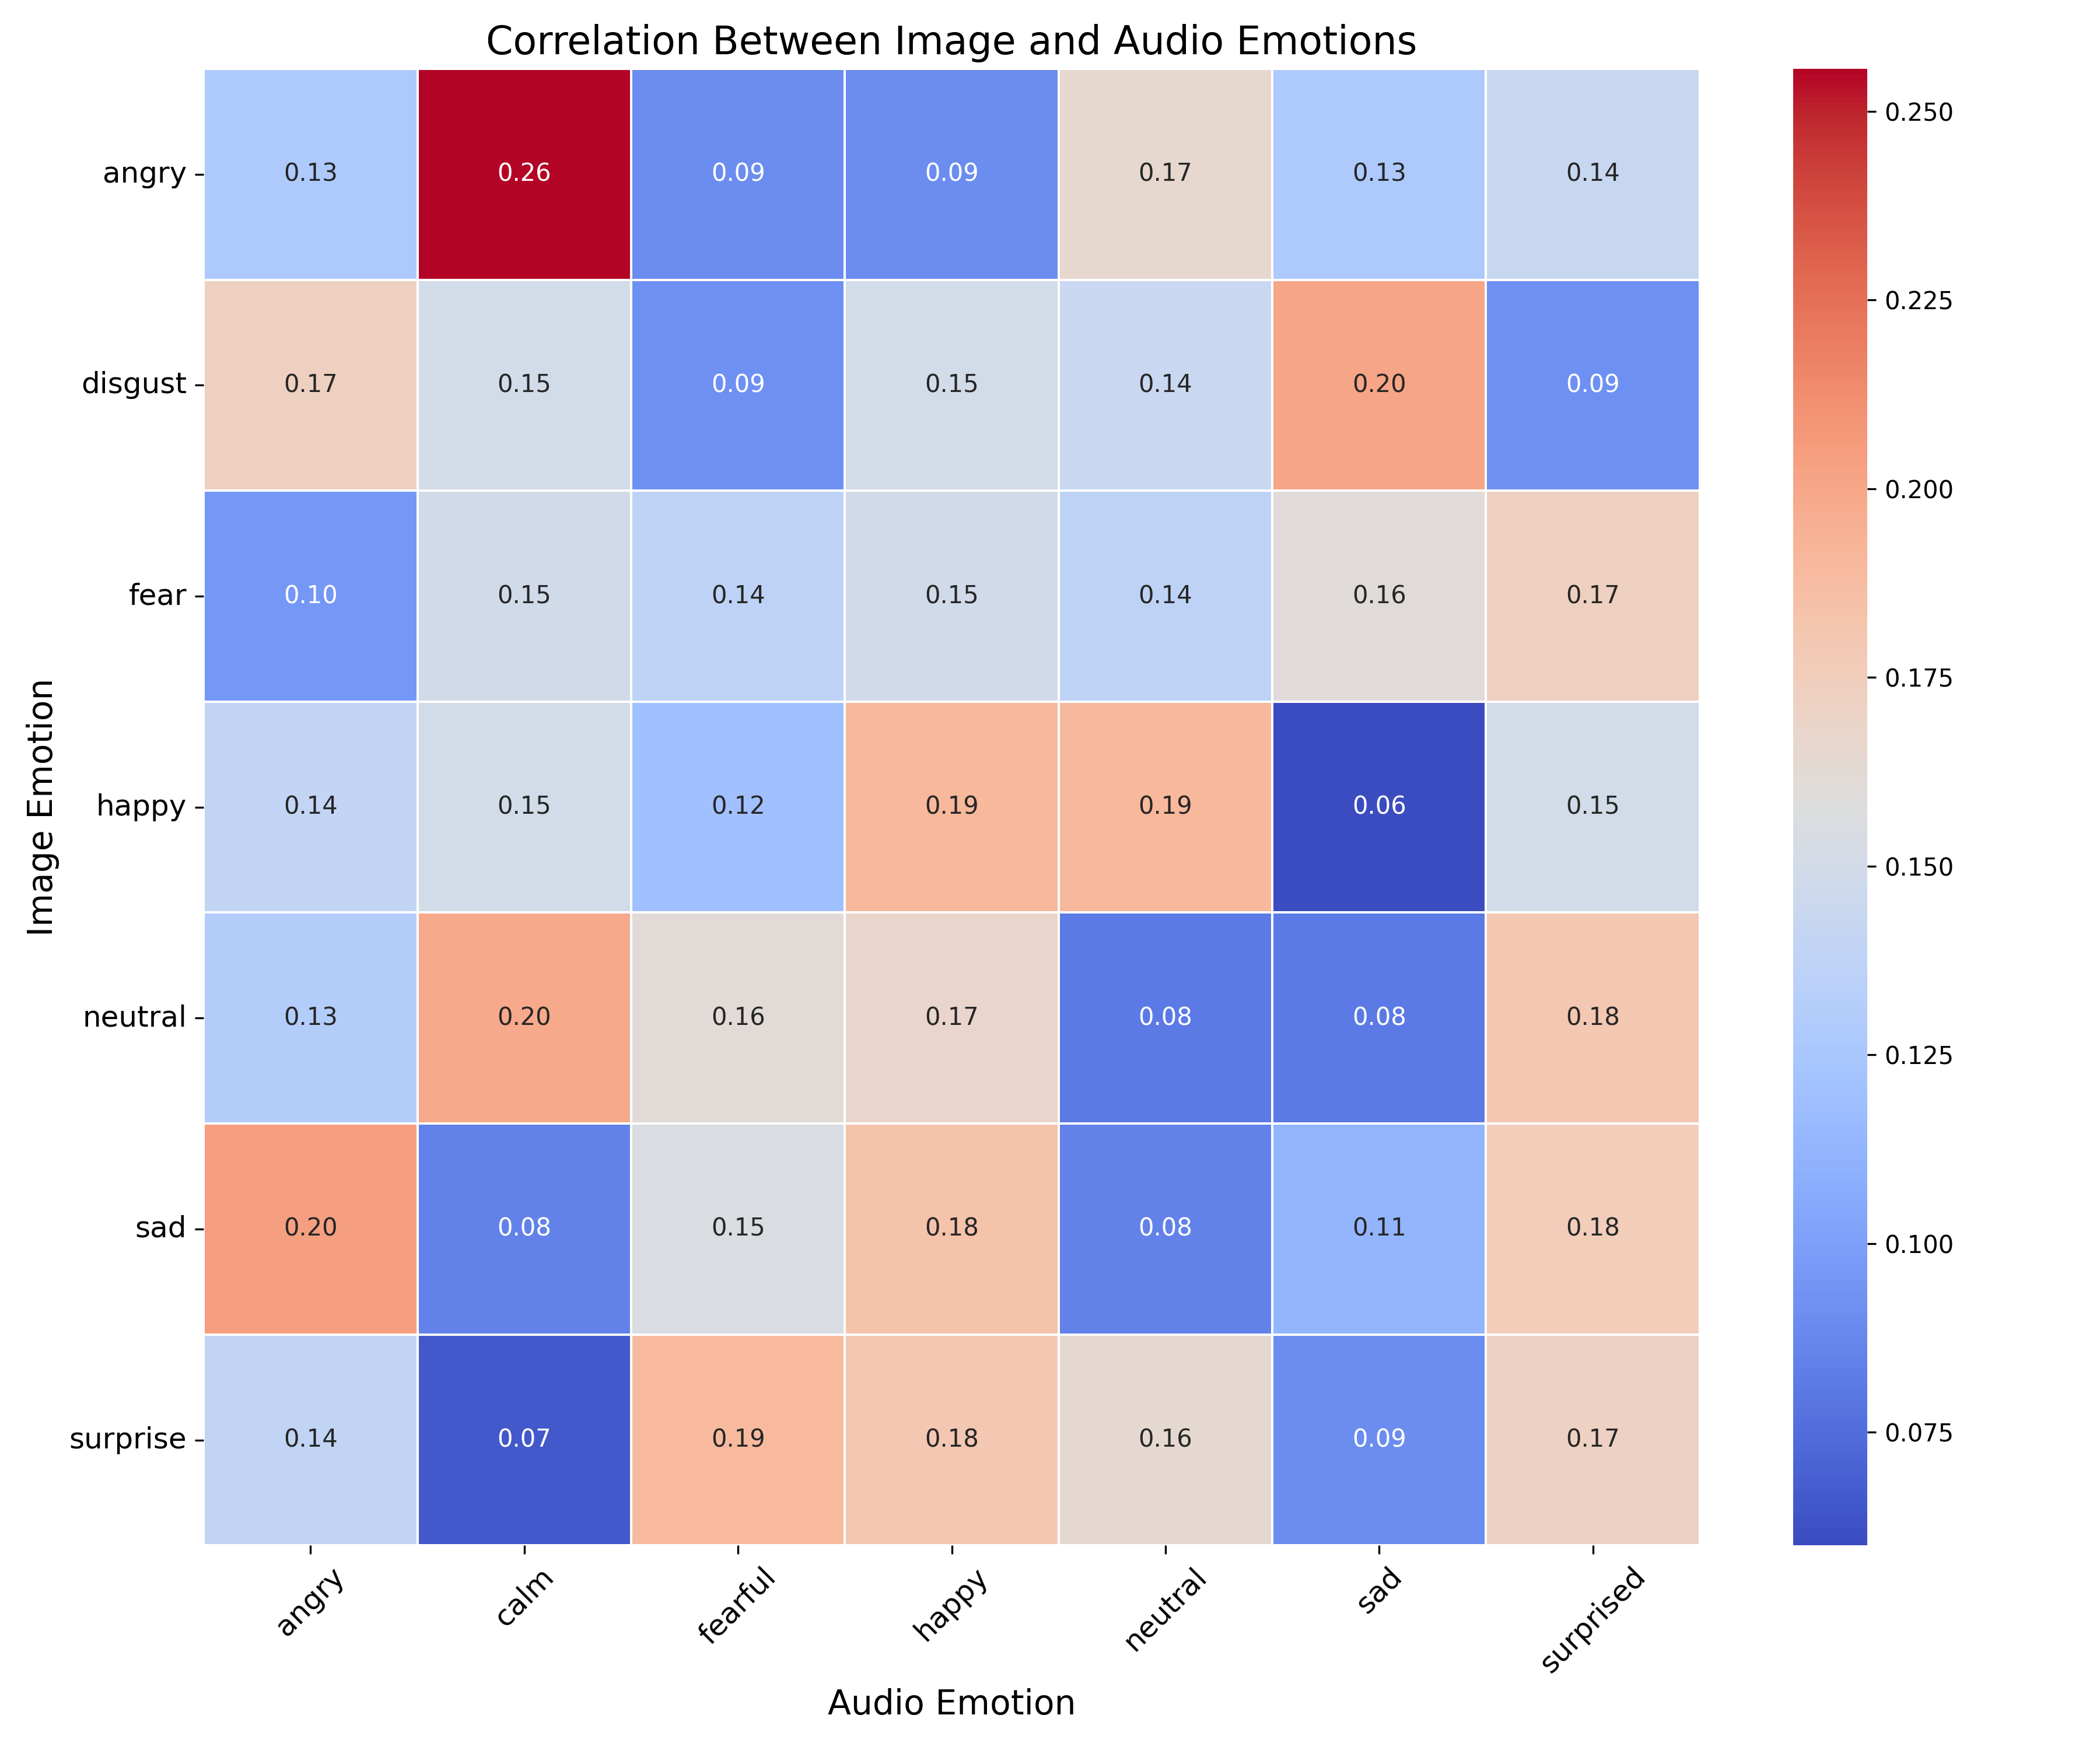 Correlation Between Image and Audio Emotions
Image Emotion
angry 0.13 0.26 0.09 0.09 0.17 0.13 0.14
disgust 0.17 0.15 0.09 0.15 0.14 0.20 0.09
fear 0.10 0.15 0.14 0.15 0.14 0.16 0.17
happy 0.14 0.15 0.12 0.19 0.19 0.06 0.15
neutral 0.13 0.20 0.16 0.17 0.08 0.08 0.18
sad 0.20 0.08 0.15 0.18 0.08 0.11 0.18
surprise 0.14 0.07 0.19 0.18 0.16 0.09 0.17
angry calm fearful happy neutral sad surprised
Audio Emotion
0.250
0.225
0.200
0.175
0.150
0.125
0.100
0.075